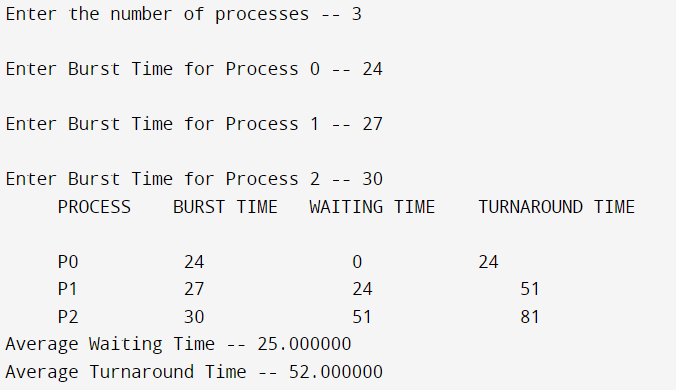 Enter the number of processes -- 3
Enter Burst Time for Process 0 -- 24
Enter Burst Time for Process 1 -- 27
Enter Burst Time for Process 2 -- 30
PROCESS BURST TIME WAITING TIME TURNAROUND TIME
P0 24 0 24
P1 27 24 51
P2 30 51 81
Average Waiting Time -- 25.000000
Average Turnaround Time -- 52.000000